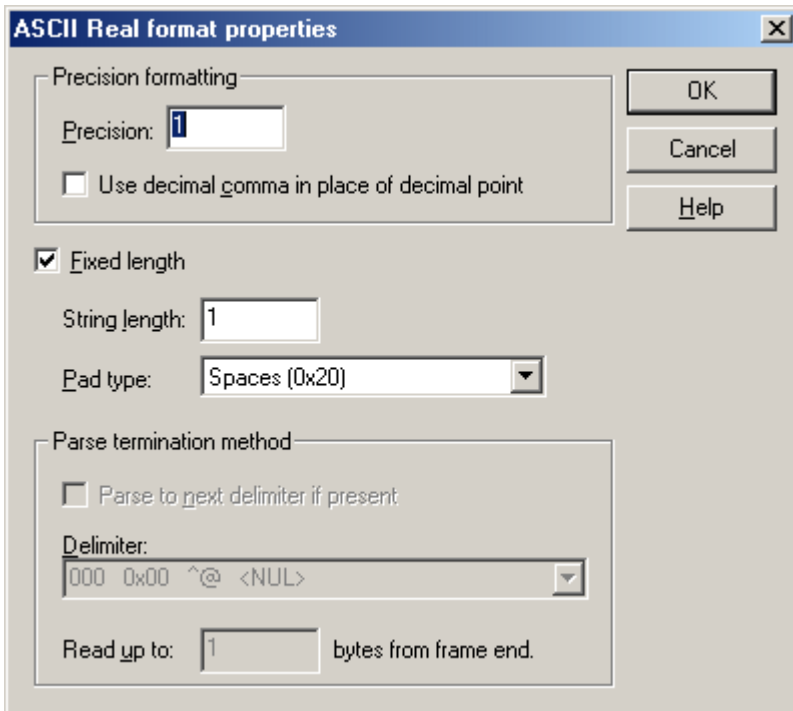 ASCII Real format properties
Precision formatting
Precision: 1
Use decimal comma in place of decimal point
OK
Cancel
Help
Fixed length
String length: 1
Pad type: Spaces (0x20)
Parse termination method
Parse to next delimiter if present
Delimiter:
000 0x00 ^@ <NUL>
Read up to: 1 bytes from frame end.